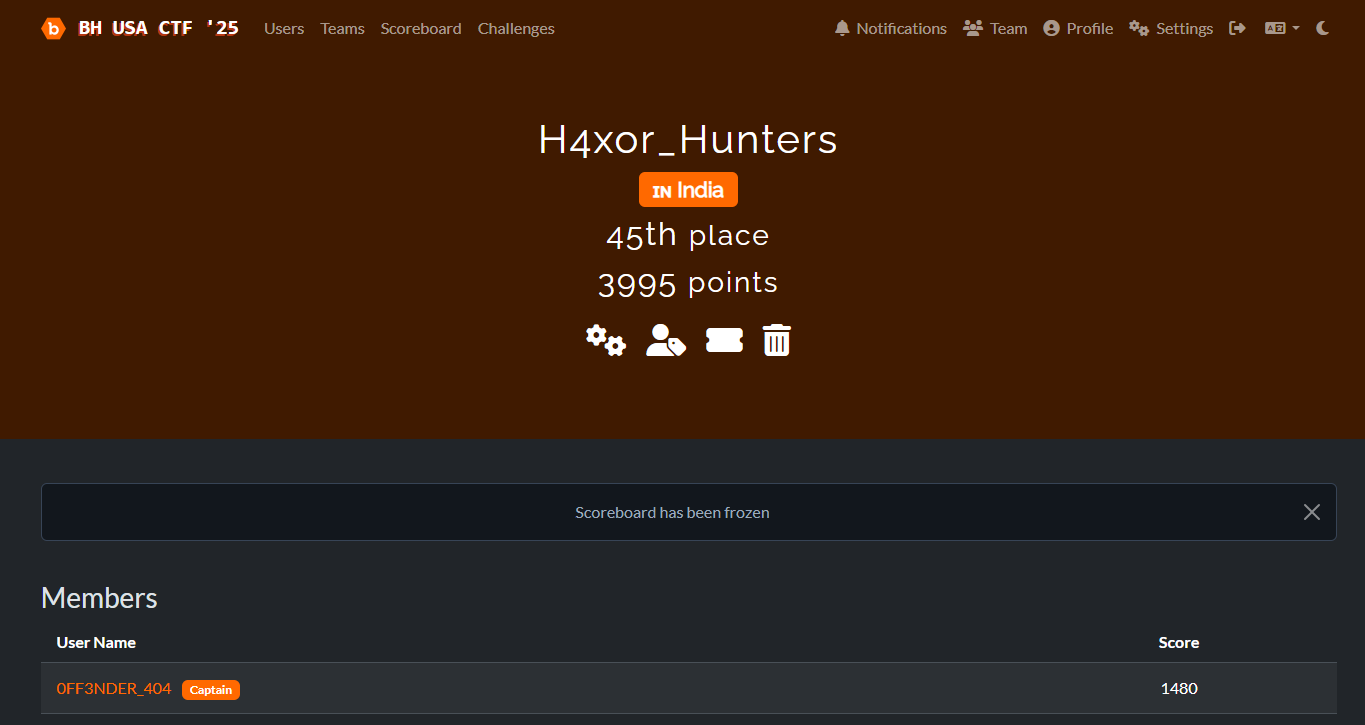 b BH USA CTF '25 Users Teams Scoreboard Challenges Notifications Team Profile Settings
H4xor_Hunters
IN India
45th place
3995 points
Scoreboard has been frozen
Members
User Name Score
0FF3NDER_404 Captain 1480